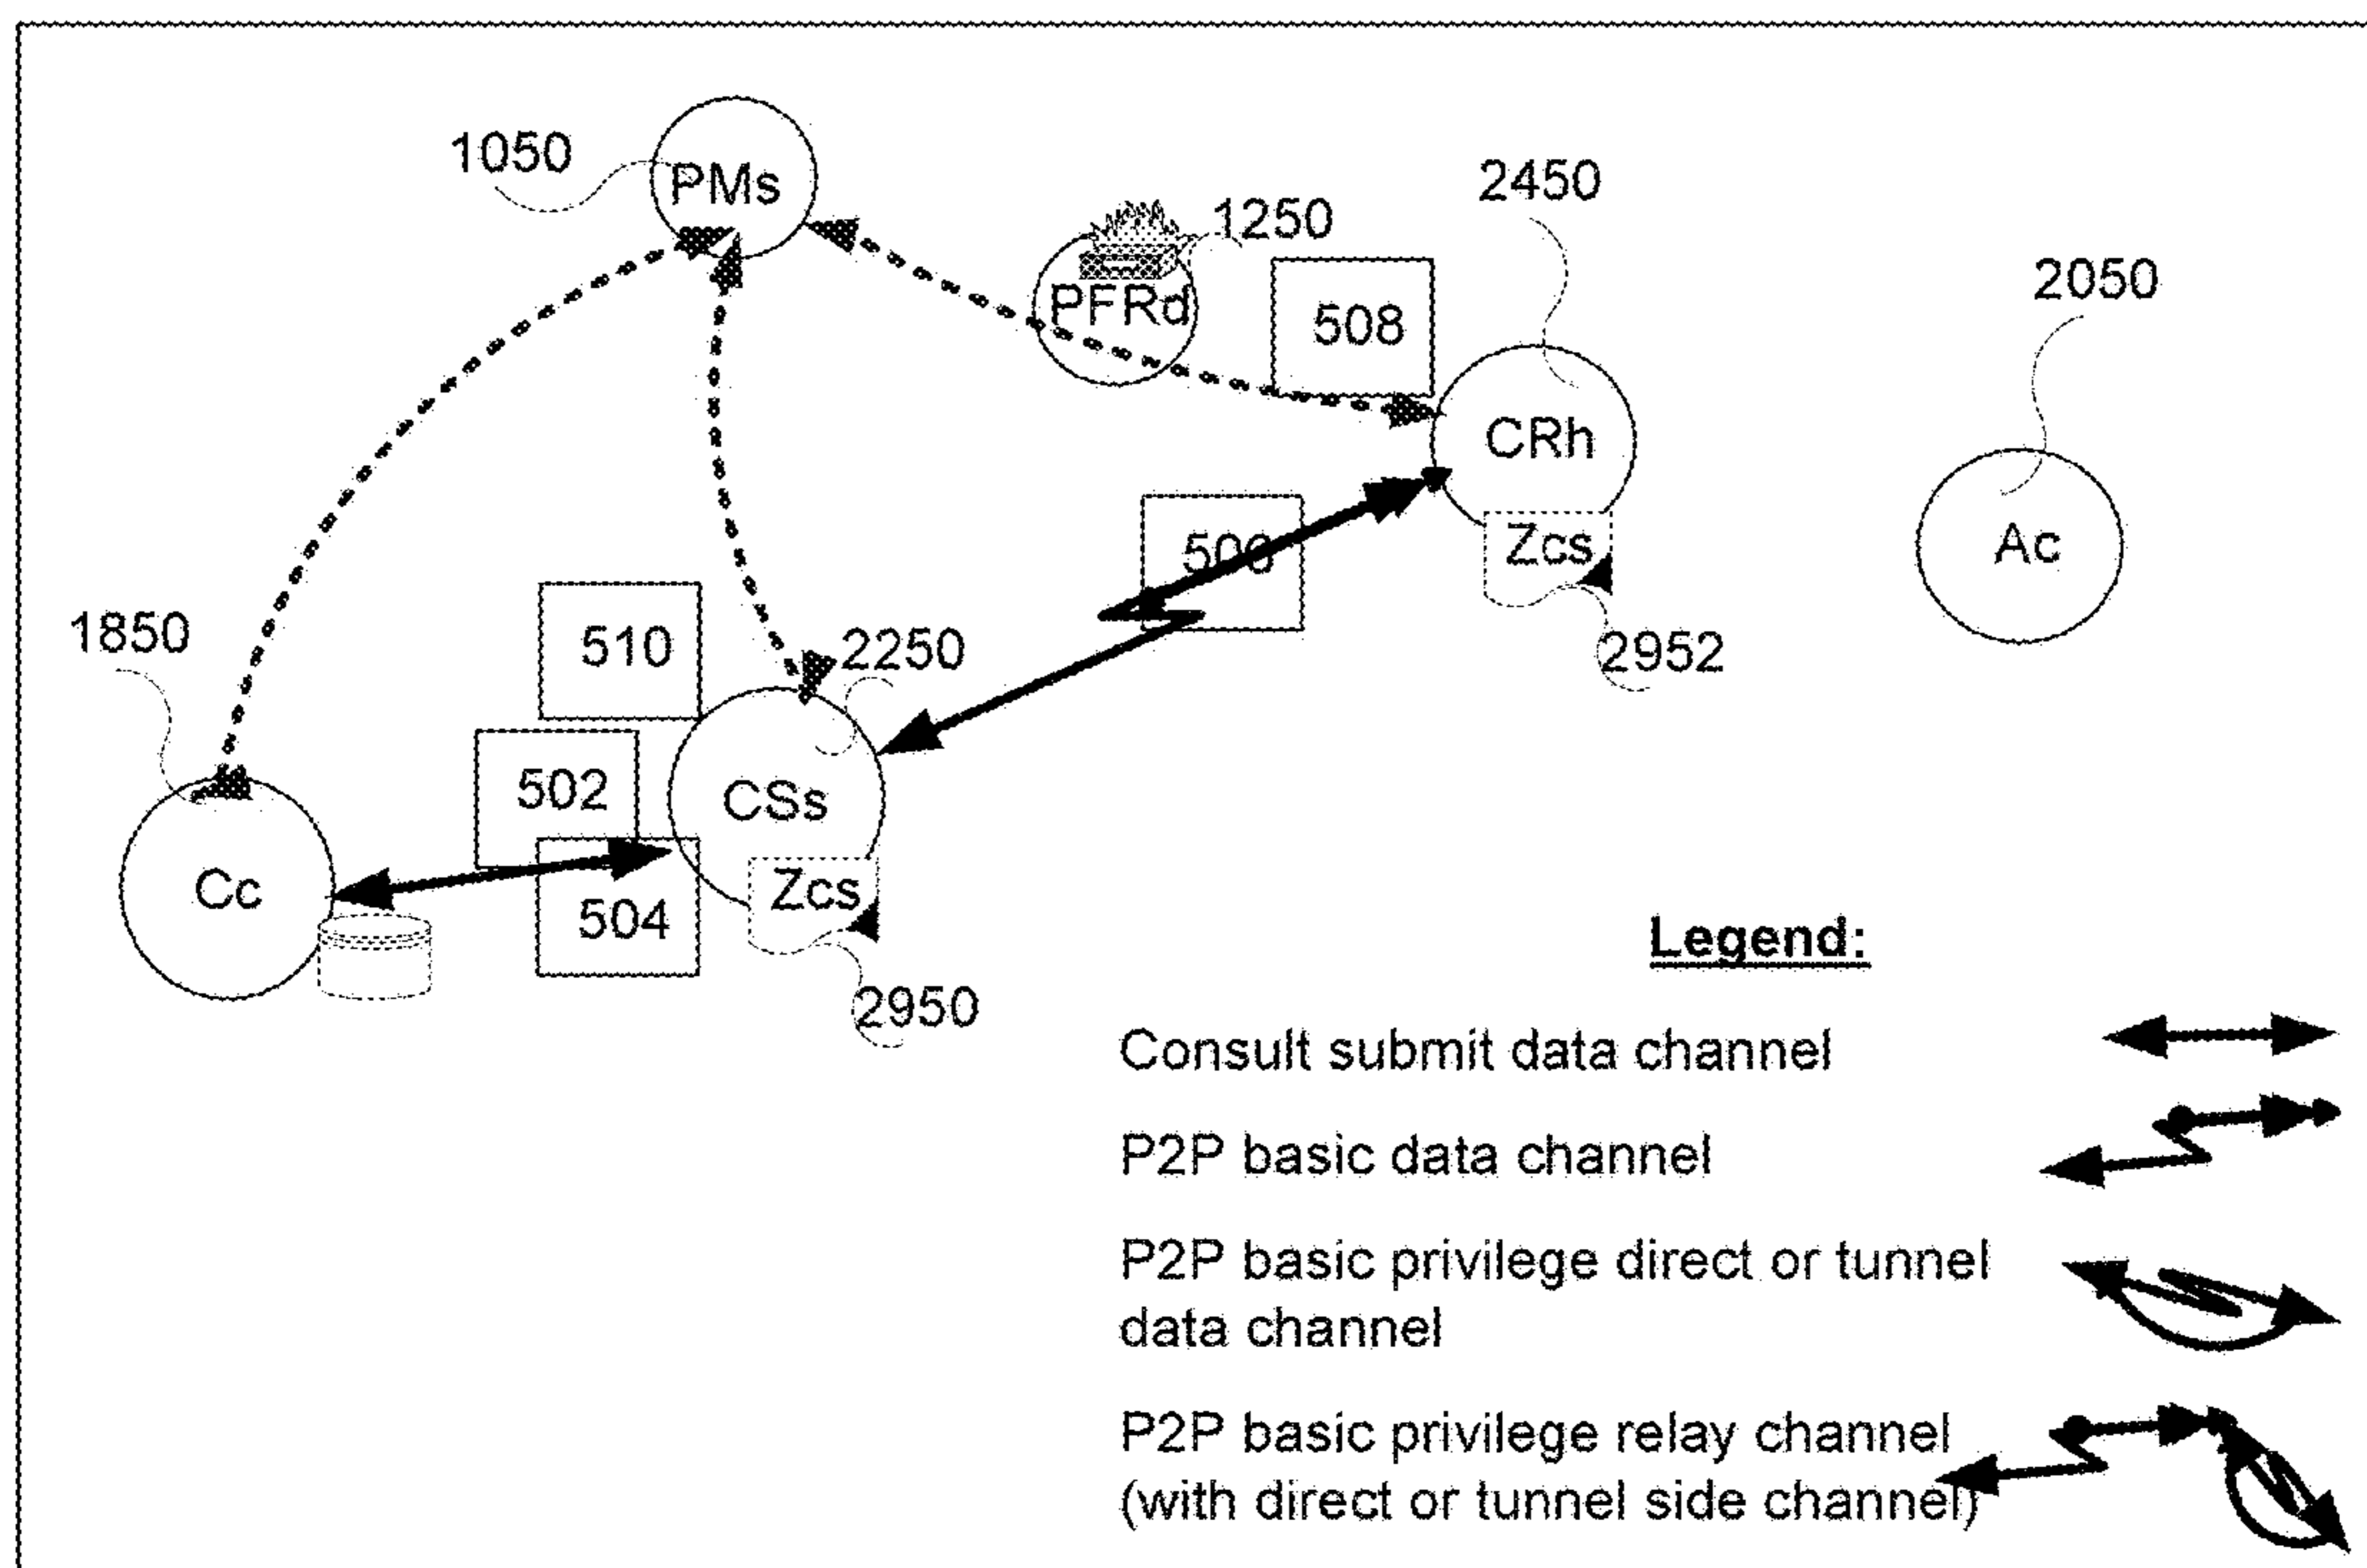 1050
PMs
2450
1250
2050
PFRd
508
CRh
506
Zcs
Ac
1850
510
2250
2952
502
CSs
Cc
Zcs
504
2950
Legend:
Consult submit data channel
P2P basic data channel
P2P basic privilege direct or tunnel
data channel
P2P basic privilege relay channel
(with direct or tunnel side channel)